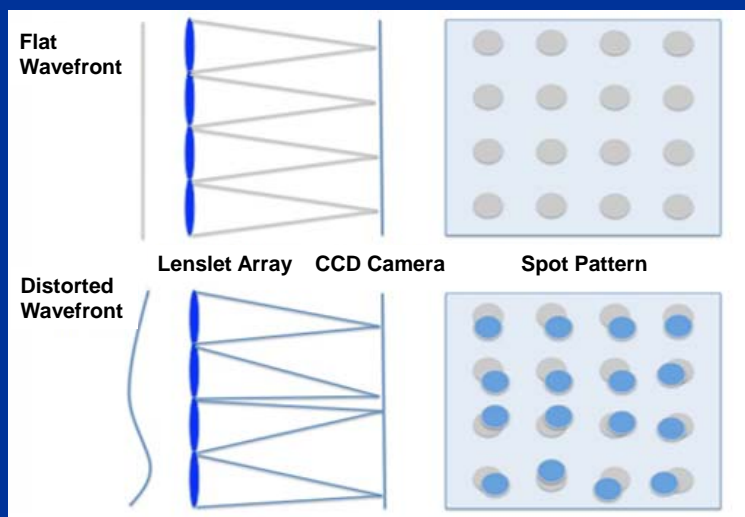 Flat
Wavefront
Lenslet Array CCD Camera Spot Pattern
Distorted
Wavefront